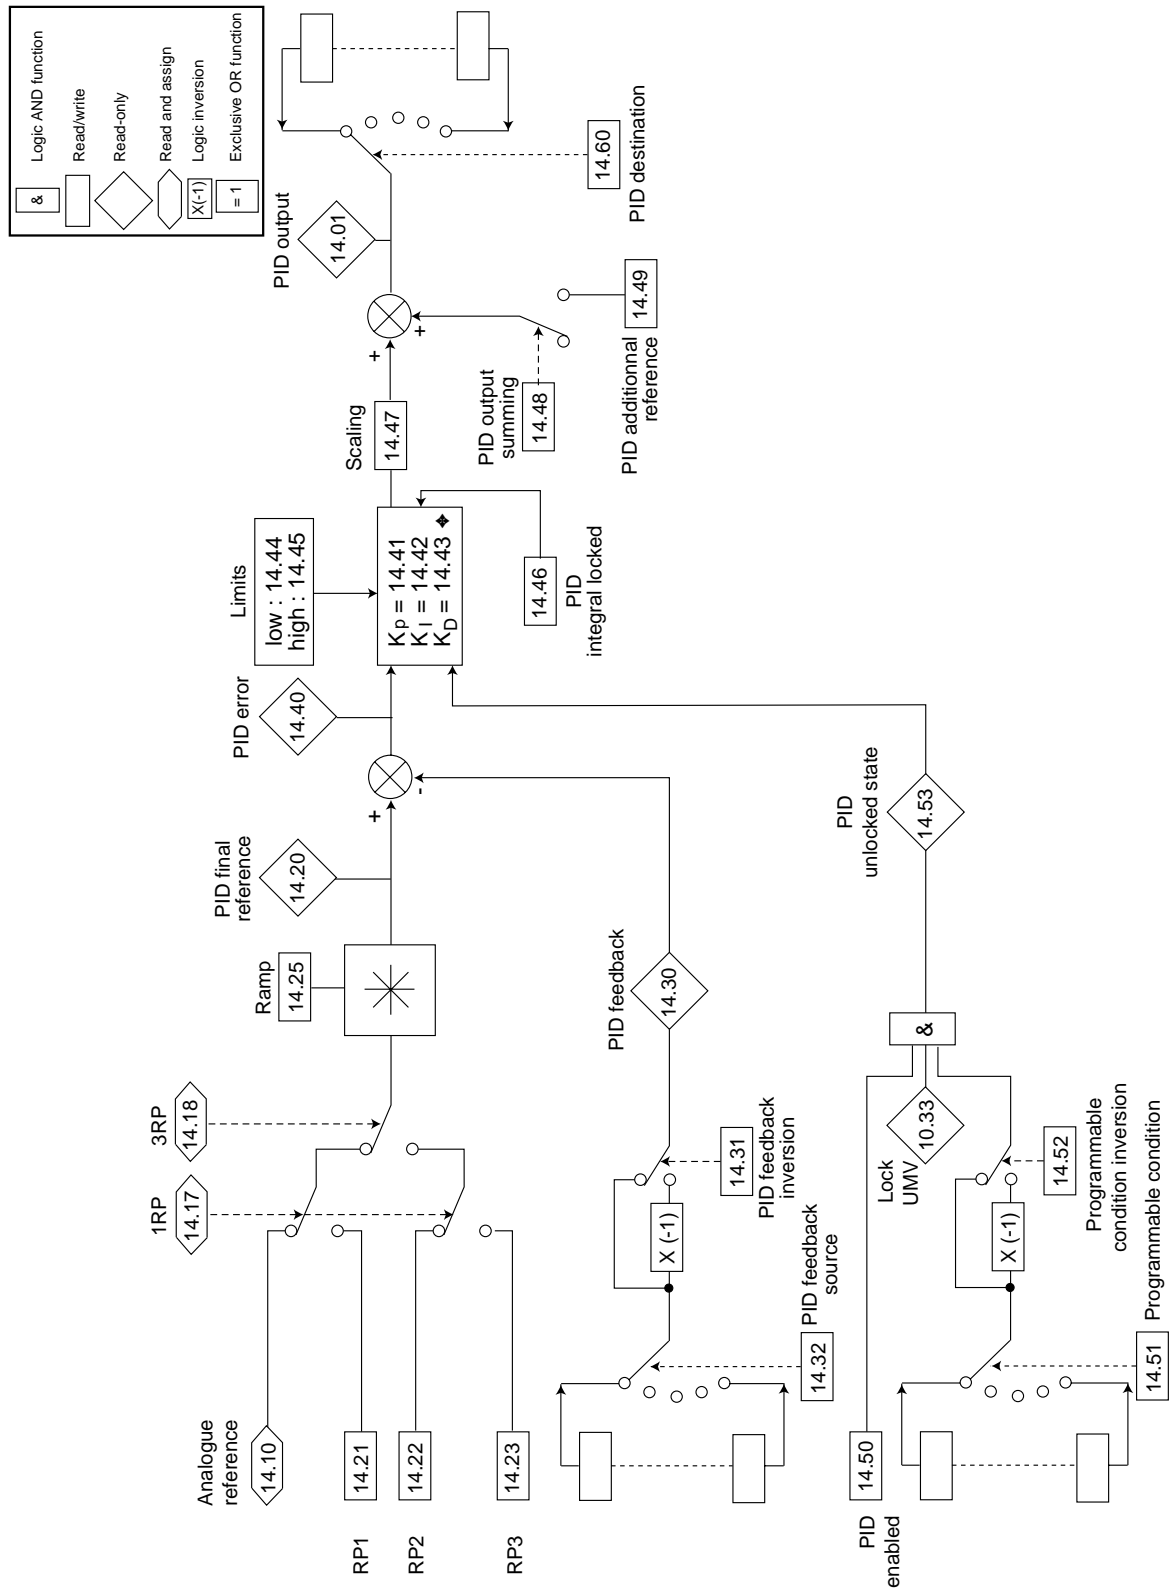 &
Logic AND function
Read/write
Read-only
Read and assign
X(-1)
Logic inversion
= 1
Exclusive OR function
Analogue
reference
14.10
RP1
14.21
RP2
14.22
RP3
14.23
1RP
14.17
3RP
14.18
Ramp
14.25
PID final
reference
14.20
+
-
PID error
14.40
Limits
low : 14.44
high : 14.45
KP = 14.41
KI = 14.42
KD = 14.43 ✥
14.46
PID
integral locked
Scaling
14.47
+
+
PID output
summing
14.48
PID additionnal
reference
14.49
PID output
14.01
14.60
PID destination
14.32
PID feedback
source
X (-1)
14.31
PID feedback
inversion
PID feedback
14.30
PID
enabled
14.50
14.51
Programmable condition
X (-1)
14.52
Programmable
condition inversion
Lock
UMV
10.33
&
PID
unlocked state
14.53